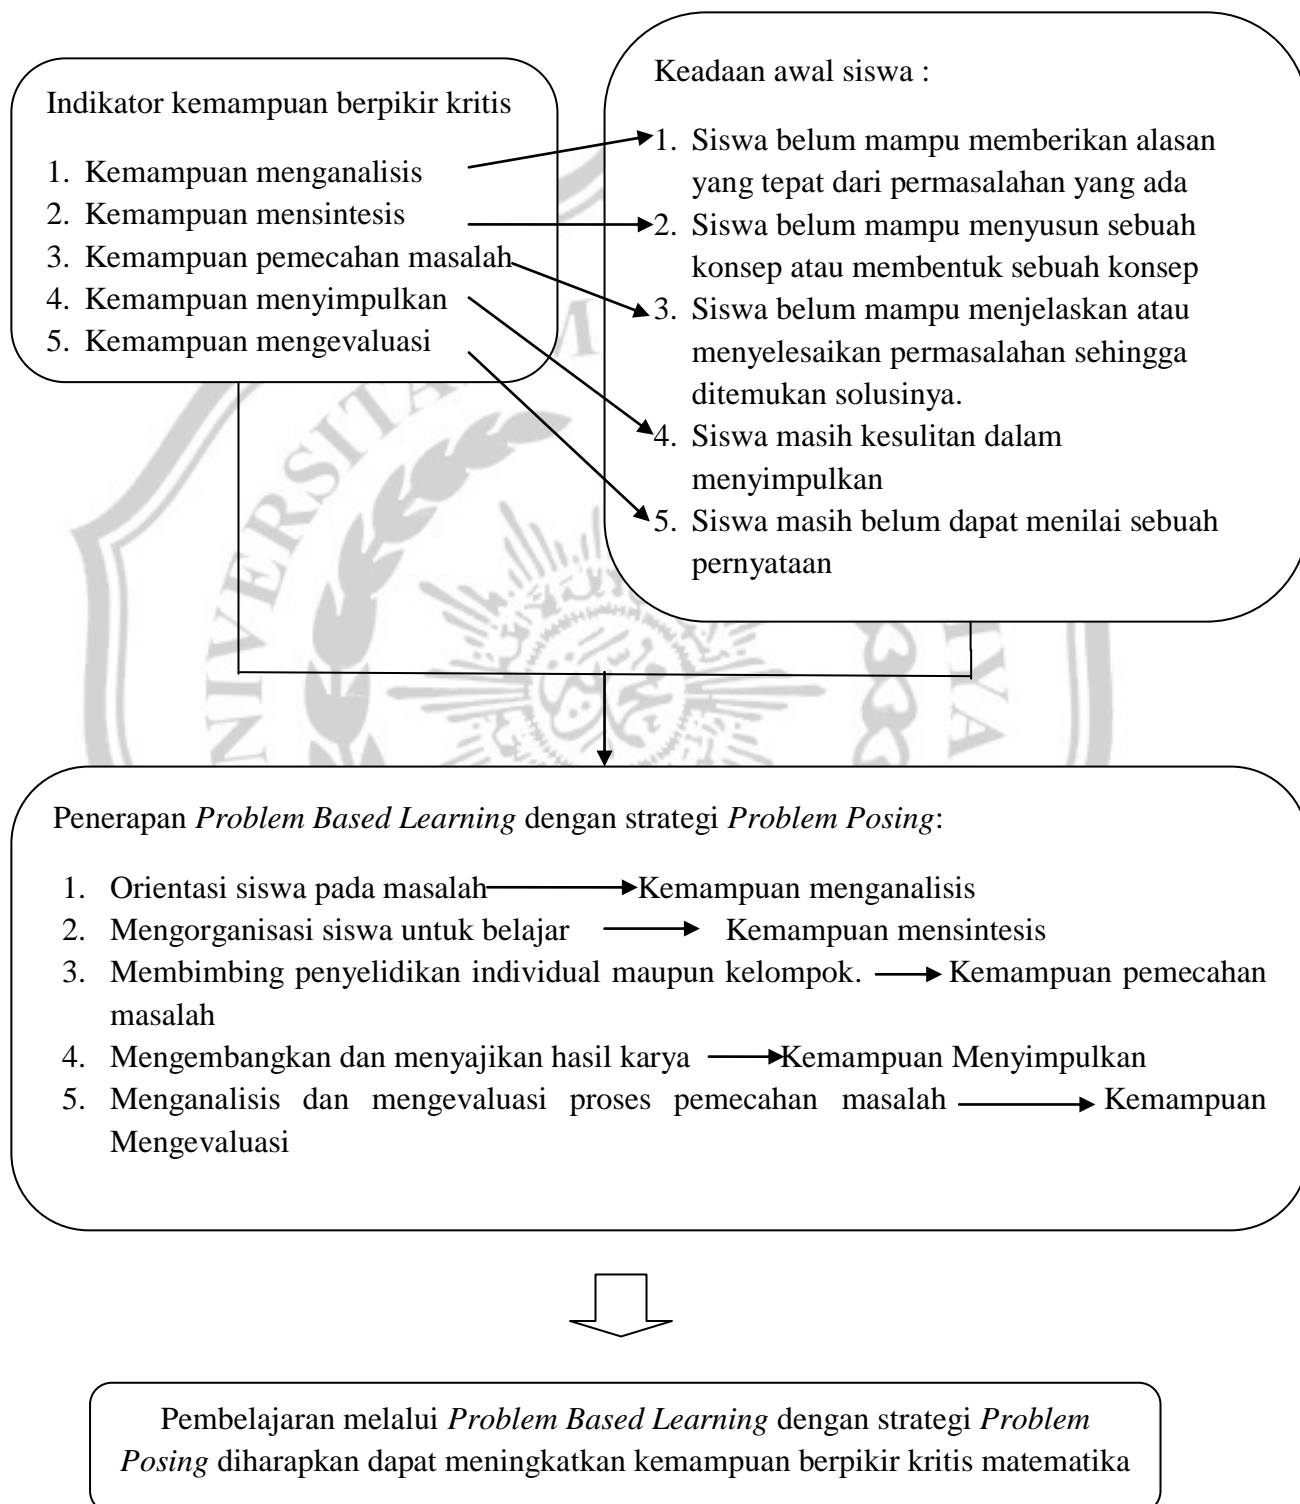 Indikator kemampuan berpikir kritis
1. Kemampuan menganalisis
2. Kemampuan mensintesis
3. Kemampuan pemecahan masalah
4. Kemampuan menyimpulkan
5. Kemampuan mengevaluasi
Keadaan awal siswa :
1. Siswa belum mampu memberikan alasan
yang tepat dari permasalahan yang ada
2. Siswa belum mampu menyusun sebuah
konsep atau membentuk sebuah konsep
3. Siswa belum mampu menjelaskan atau
menyelesaikan permasalahan sehingga
ditemukan solusinya.
4. Siswa masih kesulitan dalam
menyimpulkan
5. Siswa masih belum dapat menilai sebuah
pernyataan
Penerapan Problem Based Learning dengan strategi Problem Posing:
1. Orientasi siswa pada masalah Kemampuan menganalisis
2. Mengorganisasi siswa untuk belajar Kemampuan mensintesis
3. Membimbing penyelidikan individual maupun kelompok. Kemampuan pemecahan
masalah
4. Mengembangkan dan menyajikan hasil karya Kemampuan Menyimpulkan
5. Menganalisis dan mengevaluasi proses pemecahan masalah Kemampuan
Mengevaluasi
Pembelajaran melalui Problem Based Learning dengan strategi Problem
Posing diharapkan dapat meningkatkan kemampuan berpikir kritis matematika